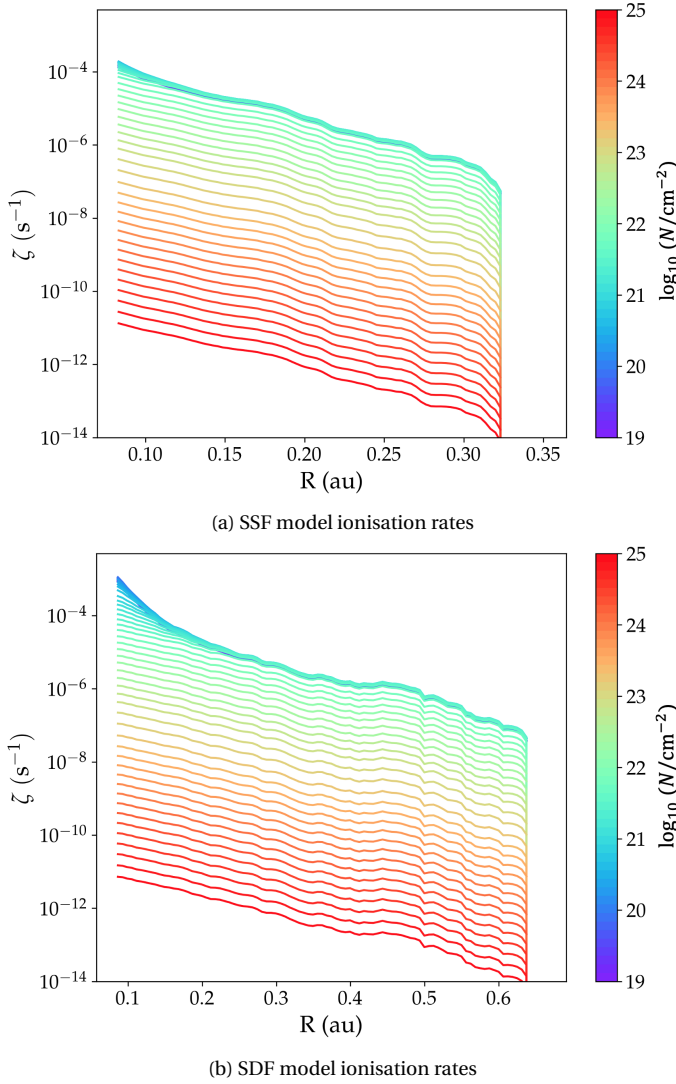 10⁻⁴
10⁻⁶
10⁻⁸
10⁻¹⁰
10⁻¹²
10⁻¹⁴
ζ (s⁻¹)
0.10 0.15 0.20 0.25 0.30 0.35
R (au)
25
24
23
22
21
20
19
log₁₀ (N/cm⁻²)
(a) SSF model ionisation rates
10⁻⁴
10⁻⁶
10⁻⁸
10⁻¹⁰
10⁻¹²
10⁻¹⁴
ζ (s⁻¹)
0.1 0.2 0.3 0.4 0.5 0.6
R (au)
25
24
23
22
21
20
19
log₁₀ (N/cm⁻²)
(b) SDF model ionisation rates